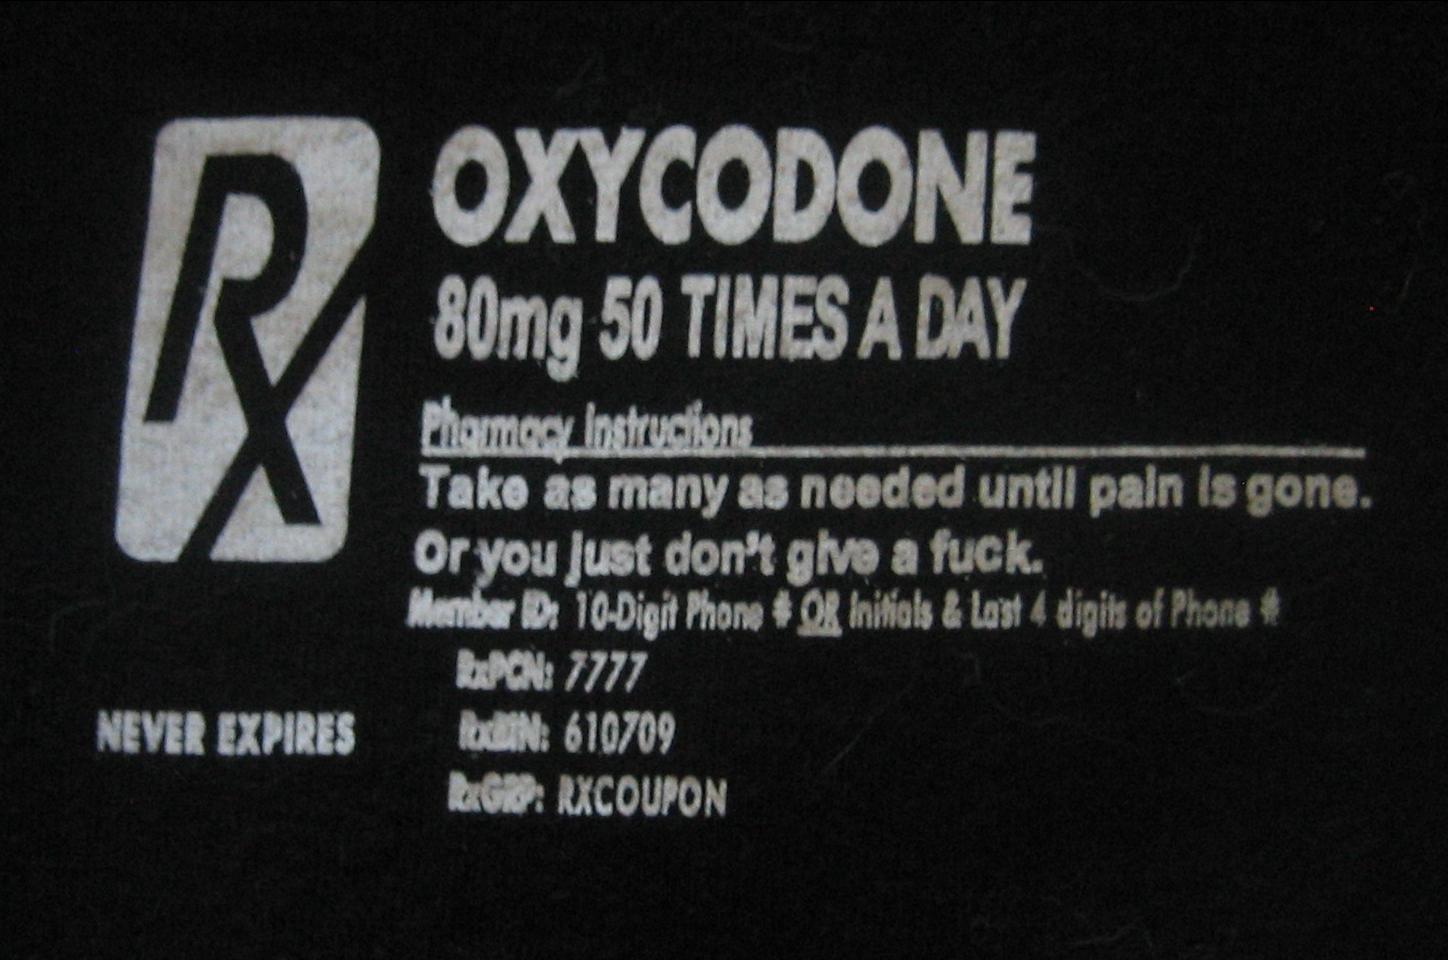 Rx
OXYCODONE
80mg 50 TIMES A DAY
Pharmacy Instructions
Take as many as needed until pain is gone.
Or you just don't give a fuck.
Member ID: 10-Digit Phone # OR Initials & Last 4 digits of Phone #
RxPCN: 7777
RxBIN: 610709
RxGRP: RXCOUPON
NEVER EXPIRES